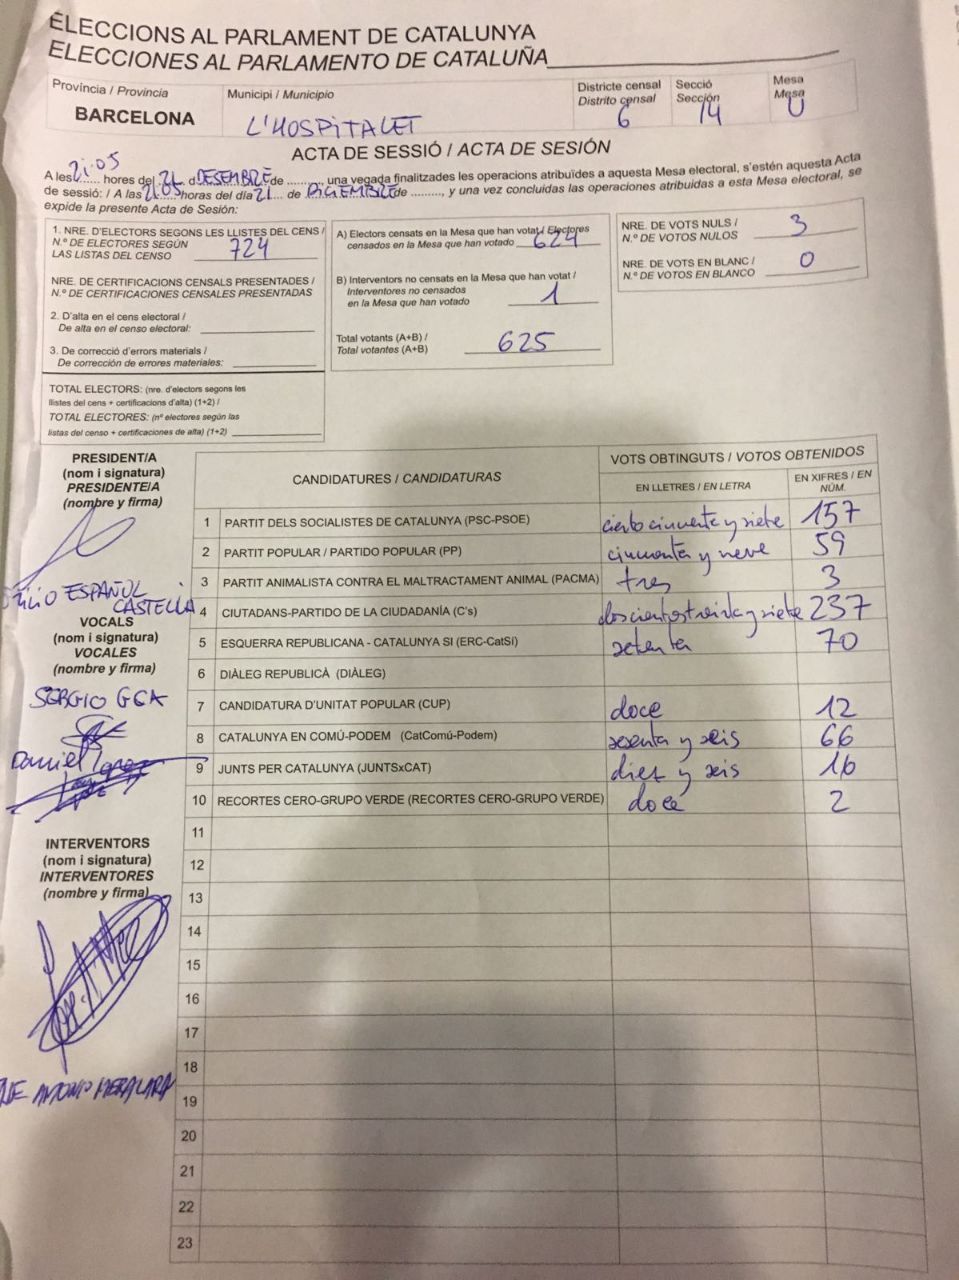 ELECCIONS AL PARLAMENT DE CATALUNYA
ELECCIONES AL PARLAMENTO DE CATALUÑA
Província / Provincia
BARCELONA
Municipi / Municipio
L'HOSPITALET
Districte censal
Distrito censal
6
Secció
Sección
14
Mesa
Mesa
U
ACTA DE SESSIÓ / ACTA DE SESIÓN
A les 21:05 hores del 21 d DESEMBRE de ........., una vegada finalitzades les operacions atribuïdes a aquesta Mesa electoral, s'estén aquesta Acta
de sessió: / A las 21:05 horas del día 21 ... de DICIEMBRE de ........., y una vez concluidas las operaciones atribuidas a esta Mesa electoral, se
expide la presente Acta de Sesión:
1. NRE. D'ELECTORS SEGONS LES LLISTES DEL CENS /
N.º DE ELECTORES SEGÚN
LAS LISTAS DEL CENSO 724
NRE. DE CERTIFICACIONS CENSALS PRESENTADES /
N.º DE CERTIFICACIONES CENSALES PRESENTADAS
2. D'alta en el cens electoral /
De alta en el censo electoral:
3. De correcció d'errors materials /
De corrección de errores materiales:
TOTAL ELECTORS: (nre. d'electors segons les
llistes del cens + certificacions d'alta) (1+2) /
TOTAL ELECTORES: (nº electores según las
listas del censo + certificaciones de alta) (1+2)
A) Electors censats en la Mesa que han votat / Electores
censados en la Mesa que han votado 624
B) Interventors no censats en la Mesa que han votat /
Interventores no censados
en la Mesa que han votado 1
Total votants (A+B) /
Total votantes (A+B) 625
NRE. DE VOTS NULS /
N.º DE VOTOS NULOS 3
NRE. DE VOTS EN BLANC /
N.º DE VOTOS EN BLANCO 0
PRESIDENT/A
(nom i signatura)
PRESIDENTE/A
(nombre y firma)
ESPAÑOL
CASTELLA
VOCALS
(nom i signatura)
VOCALES
(nombre y firma)
SERGIO GCA
Daniel
INTERVENTORS
(nom i signatura)
INTERVENTORES
(nombre y firma)
ANTONIO
CANDIDATURES / CANDIDATURAS
VOTS OBTINGUTS / VOTOS OBTENIDOS
EN LLETRES / EN LETRA
EN XIFRES / EN NÚM.
1 PARTIT DELS SOCIALISTES DE CATALUNYA (PSC-PSOE) ciento cincuenta y siete 157
2 PARTIT POPULAR / PARTIDO POPULAR (PP) cincuenta y neve 59
3 PARTIT ANIMALISTA CONTRA EL MALTRACTAMENT ANIMAL (PACMA) tres 3
4 CIUTADANS-PARTIDO DE LA CIUDADANÍA (C's) doscientos treinta y siete 237
5 ESQUERRA REPUBLICANA - CATALUNYA SI (ERC-CatSí) setenta 70
6 DIÀLEG REPUBLICÀ (DIÀLEG)
7 CANDIDATURA D'UNITAT POPULAR (CUP) doce 12
8 CATALUNYA EN COMÚ-PODEM (CatComú-Podem) sesenta y seis 66
9 JUNTS PER CATALUNYA (JUNTSxCAT) diez y seis 16
10 RECORTES CERO-GRUPO VERDE (RECORTES CERO-GRUPO VERDE) doce 2
11
12
13
14
15
16
17
18
19
20
21
22
23